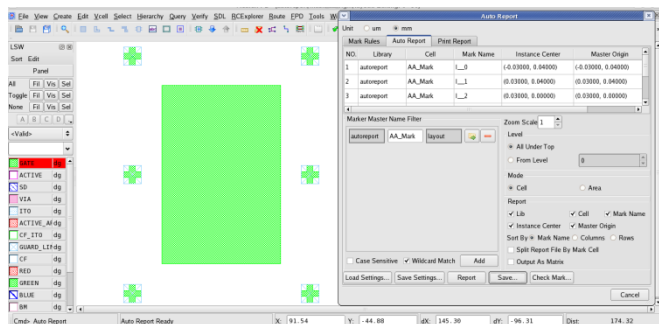 File View Create Edit Vcell Select Hierarchy Query Verify SDL RCExplorer Route EPD Tools
Auto Report
Unit um mm
Mark Rules Auto Report Print Report
NO. Library Cell Mark Name Instance Center Master Origin
1 autoreport AA_Mark I__0 (-0.03000, 0.04000) (-0.03000, 0.04000)
2 autoreport AA_Mark I__1 (0.03000, 0.04000) (0.03000, 0.04000)
3 autoreport AA_Mark I__2 (0.03000, 0.00000) (0.03000, 0.00000)
Marker Master Name Filter
autoreport AA_Mark layout
Case Sensitive Wildcard Match Add
Zoom Scale 1
Level
All Under Top
From Level 0
Mode
Cell Area
Report
Lib Cell Mark Name
Instance Center Master Origin
Sort By Mark Name Columns Rows
Split Report File By Mark Cell
Output As Matrix
Load Settings... Save Settings... Report Save... Check Mark...
Cancel
LSW
Sort Edit
Panel
All Fil Vis Sel
Toggle Fil Vis Sel
None Fil Vis Sel
A B C D
<Valid>
GATE dg
ACTIVE dg
SD dg
VIA dg
ITO dg
ACTIVE_AF dg
CF_ITO dg
GUARD_LIN dg
CF dg
RED dg
GREEN dg
BLUE dg
BM dg
Cmd> Auto Report Auto Report Ready X: 91.54 Y: -44.88 dX: 145.30 dY: -96.31 Dist: 174.32